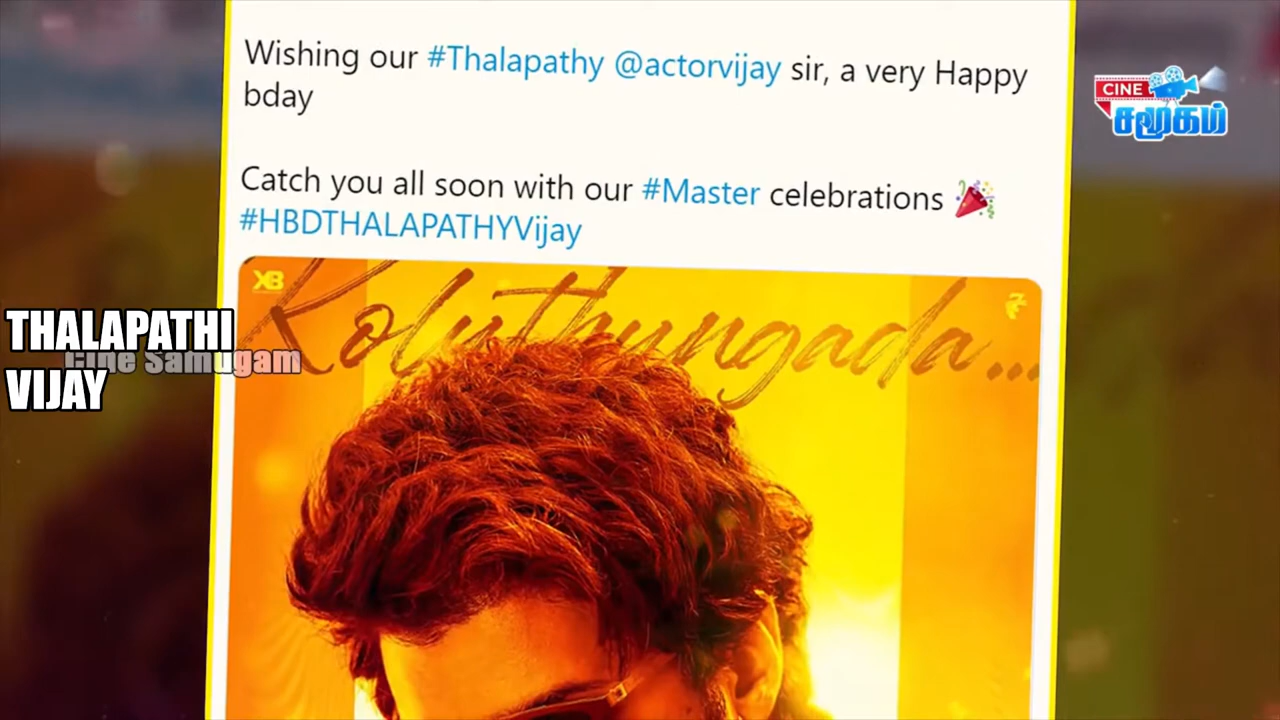 Wishing our #Thalapathy @actorvijay sir, a very Happy
bday
Catch you all soon with our #Master celebrations 🎉
#HBDTHALAPATHYVijay
CINE
சமூகம்
XB
Koluthungada...
THALAPATHI
Cine Samugam
VIJAY